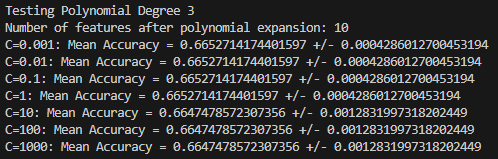 Testing Polynomial Degree 3
Number of features after polynomial expansion: 10
C=0.001: Mean Accuracy = 0.6652714174401597 +/- 0.0004286012700453194
C=0.01: Mean Accuracy = 0.6652714174401597 +/- 0.0004286012700453194
C=0.1: Mean Accuracy = 0.6652714174401597 +/- 0.0004286012700453194
C=1: Mean Accuracy = 0.6652714174401597 +/- 0.0004286012700453194
C=10: Mean Accuracy = 0.6647478572307356 +/- 0.0012831997318202449
C=100: Mean Accuracy = 0.6647478572307356 +/- 0.0012831997318202449
C=1000: Mean Accuracy = 0.6647478572307356 +/- 0.0012831997318202449